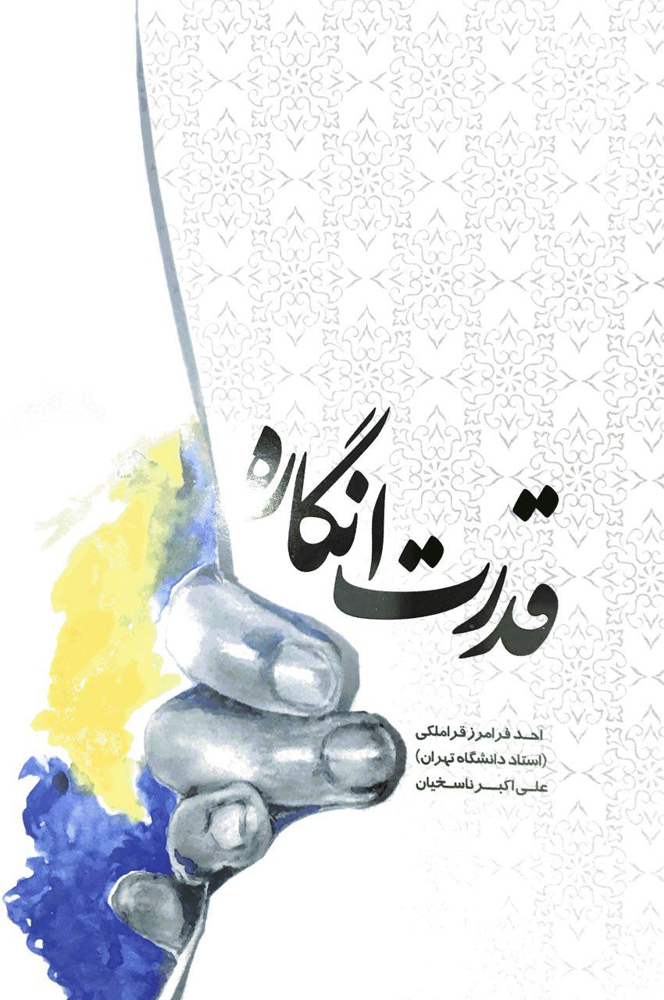 قدرت انگاره
احد فرامرز قراملکی
(استاد دانشگاه تهران)
علی اکبر ناسخیان